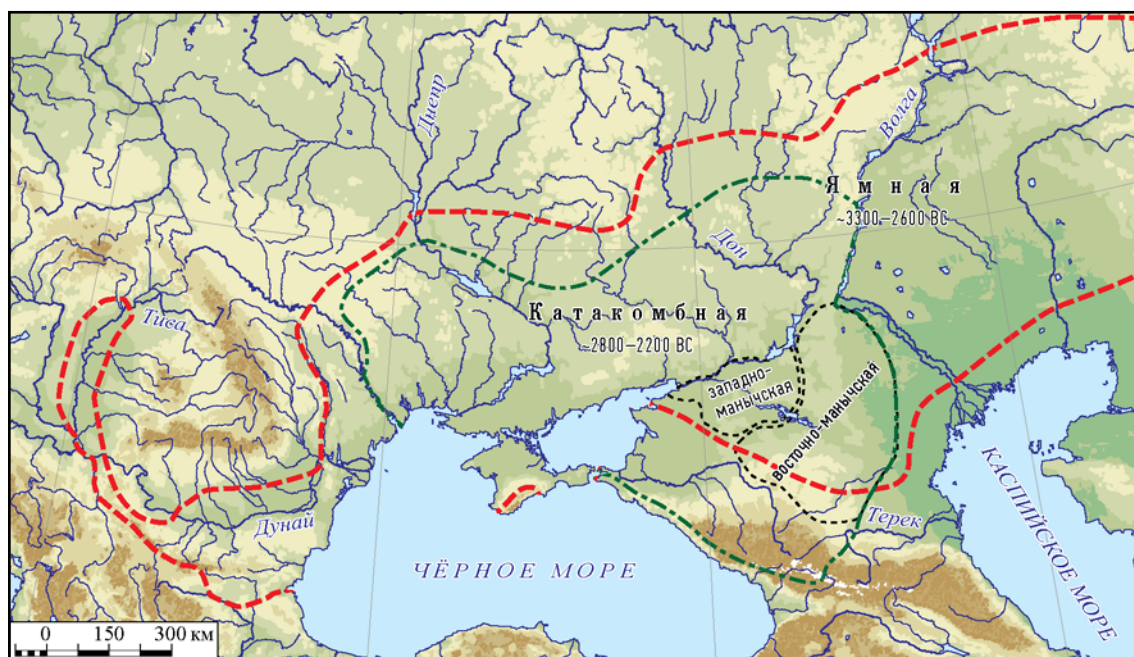 Днепр
Волга
Ямная
~3300–2600 BC
Дон
Тиса
Катакомбная
~2800–2200 BC
западно-
манычская
Восточно-манычская
КАСПИЙСКОЕ МОРЕ
Терек
Дунай
ЧЁРНОЕ МОРЕ
0 150 300 км